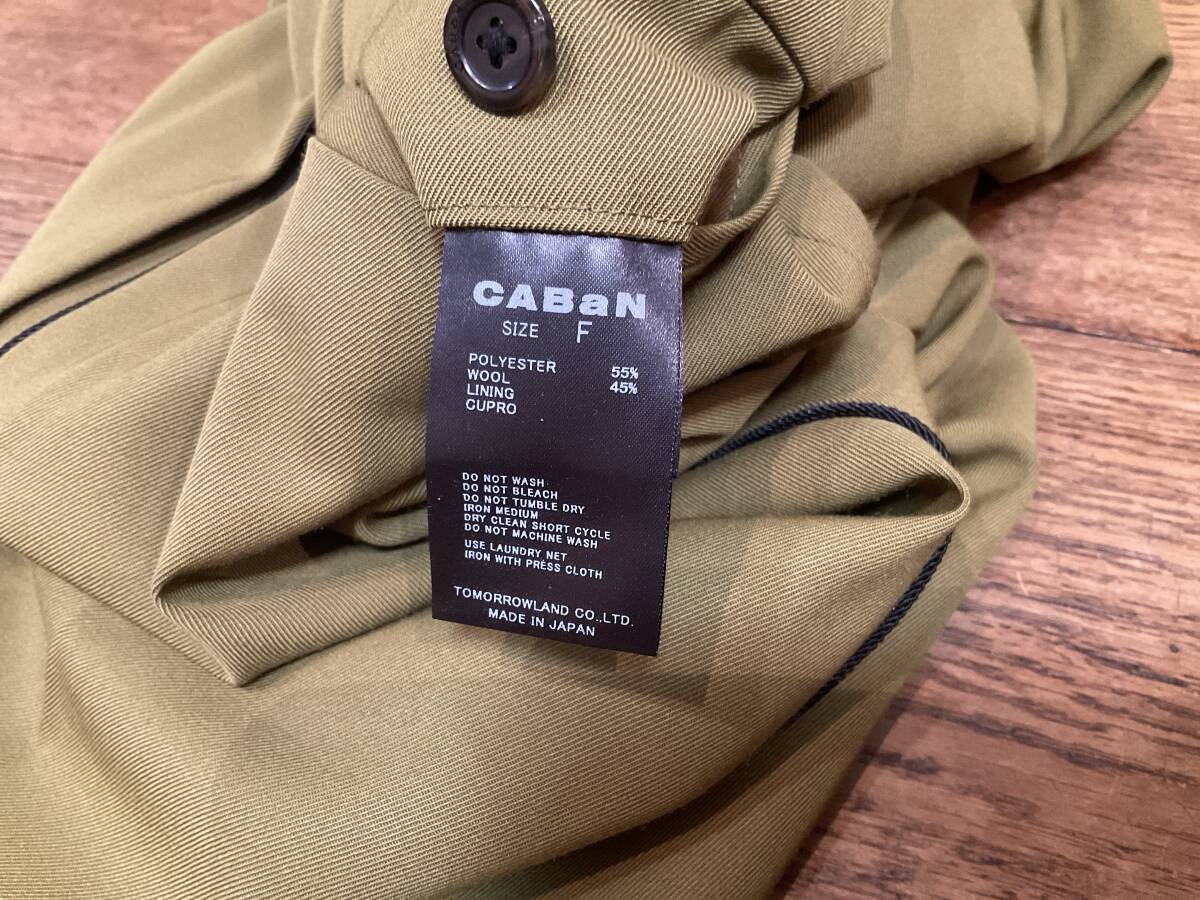 CABaN
SIZE F
POLYESTER 55%
WOOL 45%
LINING
CUPRO
DO NOT WASH
DO NOT BLEACH
DO NOT TUMBLE DRY
IRON MEDIUM
DRY CLEAN SHORT CYCLE
DO NOT MACHINE WASH
USE LAUNDRY NET
IRON WITH PRESS CLOTH
TOMORROWLAND CO.,LTD.
MADE IN JAPAN